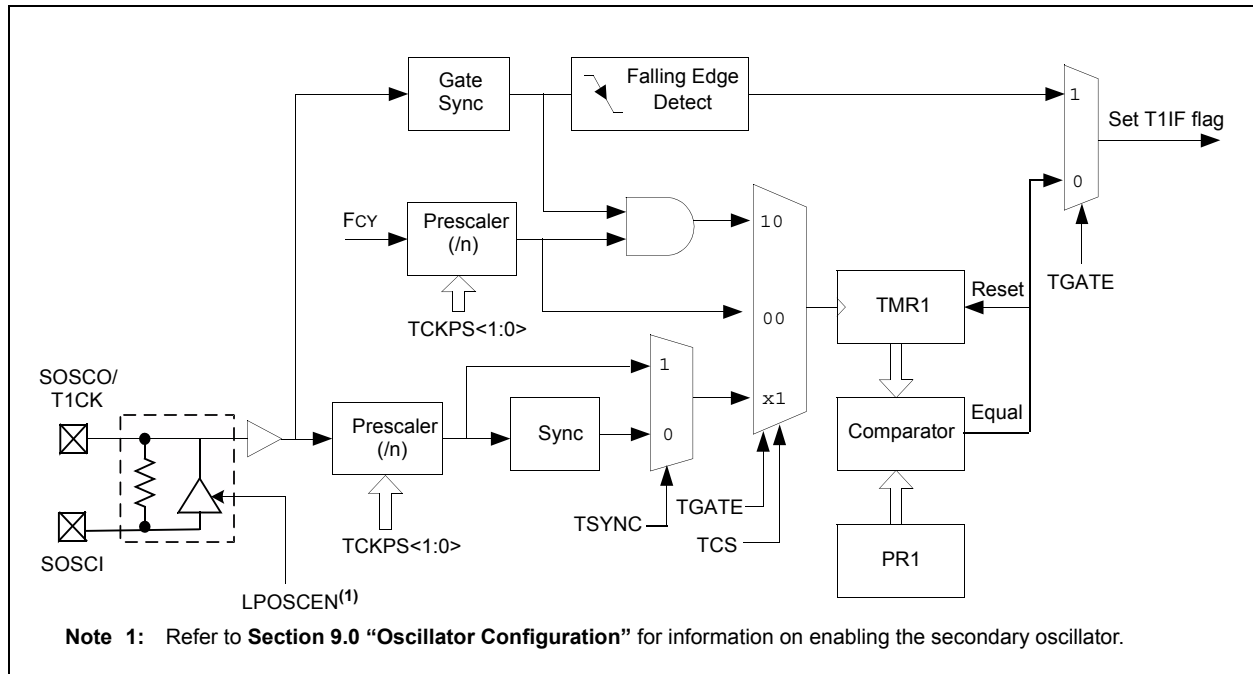 Gate
Sync
Falling Edge
Detect
1
Set T1IF flag
0
TGATE
FCY
Prescaler
(/n)
10
TCKPS<1:0>
00
TMR1
Reset
SOSCO/
T1CK
1
x1
Prescaler
(/n)
Sync
0
Comparator
Equal
TGATE
TSYNC
TCS
SOSCI
TCKPS<1:0>
PR1
LPOSCEN(1)
Note 1: Refer to Section 9.0 “Oscillator Configuration” for information on enabling the secondary oscillator.